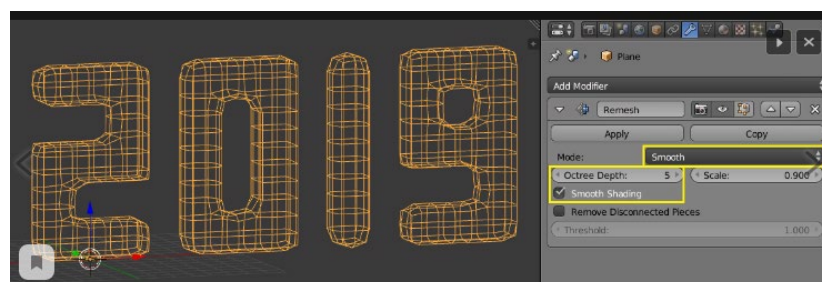 2019
Plane
Add Modifier
Remesh
Apply
Copy
Mode:
Smooth
Octree Depth: 5
Scale: 0.900
Smooth Shading
Remove Disconnected Pieces
Threshold: 1.000